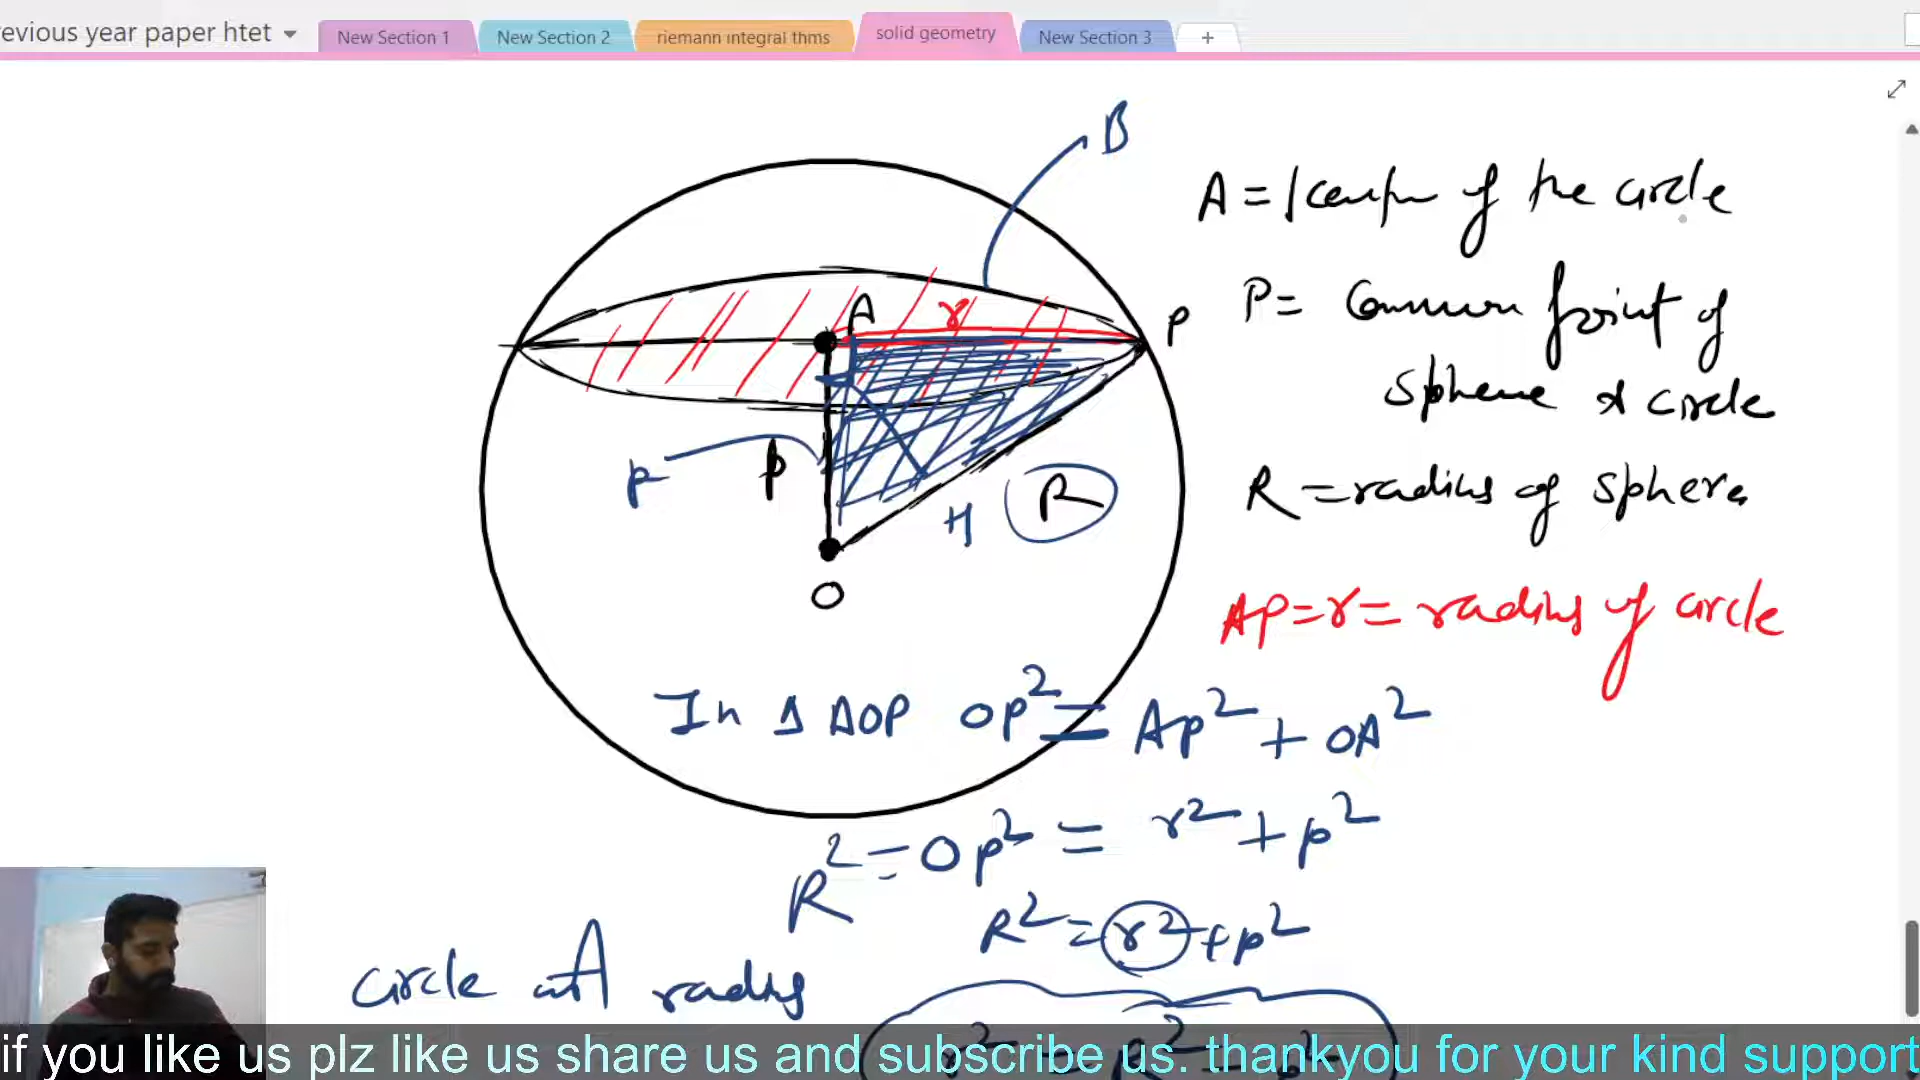 evious year paper htet
New Section 1
New Section 2
riemann integral thms
solid geometry
New Section 3
+
B
A = of the circle
A
r
P
P = Common point of
sphere & circle
p
p
H
R
R = radius of sphere
O
AP = r = radius of circle
In Δ AOP OP² = AP² + OA²
R² = OP² = r² + p²
R² = r² + p²
circle at A radius
r² = R² - p²
if you like us plz like us share us and subscribe us. thankyou for your kind support